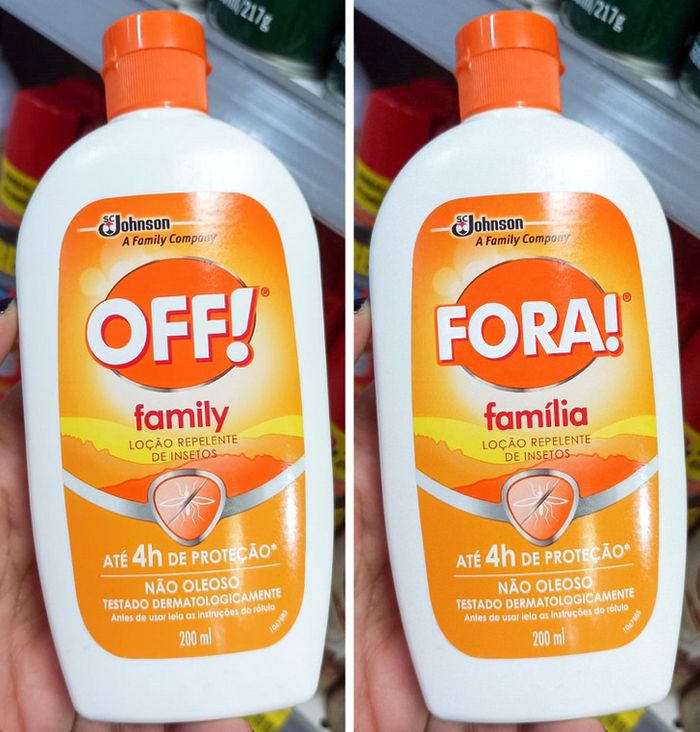 m/217g
SC
Johnson
A Family Company
OFF!®
family
LOÇÃO REPELENTE
DE INSETOS
ATÉ 4h DE PROTEÇÃO*
NÃO OLEOSO
TESTADO DERMATOLOGICAMENTE
Antes de usar leia as instruções do rótulo
200 ml
/217g
SC
Johnson
A Family Company
FORA!®
família
LOÇÃO REPELENTE
DE INSETOS
ATÉ 4h DE PROTEÇÃO*
NÃO OLEOSO
TESTADO DERMATOLOGICAMENTE
Antes de usar leia as instruções do rótulo
200 ml